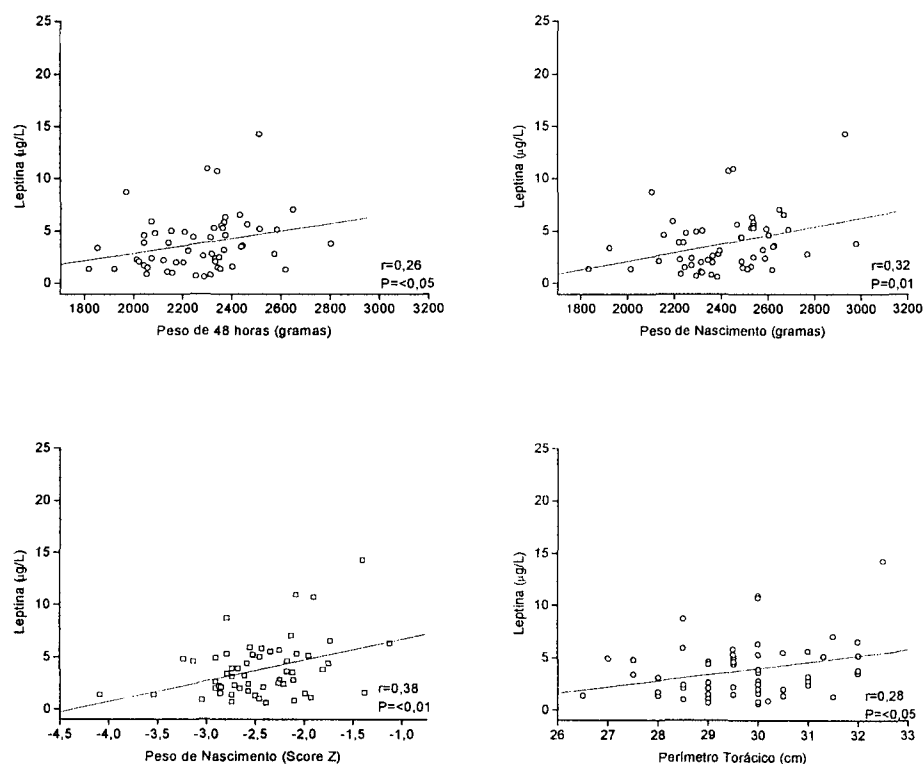 25
20
15
10
5
0
Leptina (µg/L)
r=0,26
P=<0,05
1800 2000 2200 2400 2600 2800 3000 3200
Peso de 48 horas (gramas)
25
20
15
10
5
0
Leptina (µg/L)
r=0,32
P=0,01
1800 2000 2200 2400 2600 2800 3000 3200
Peso de Nascimento (gramas)
25
20
15
10
5
0
Leptina (µg/L)
r=0,38
P=<0,01
-4,5 -4,0 -3,5 -3,0 -2,5 -2,0 -1,5 -1,0
Peso de Nascimento (Score Z)
25
20
15
10
5
0
Leptina (µg/L)
r=0,28
P=<0,05
26 27 28 29 30 31 32 33
Perímetro Torácico (cm)